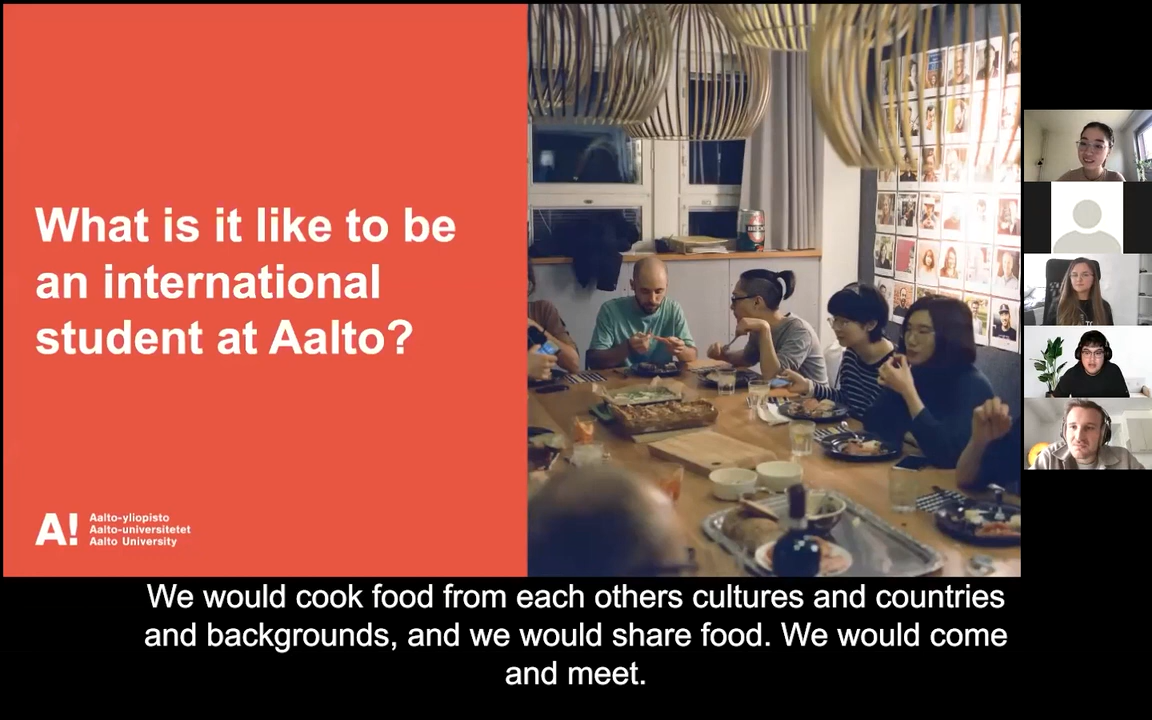 What is it like to be
an international
student at Aalto?
A!
Aalto-yliopisto
Aalto-universitetet
Aalto University
We would cook food from each others cultures and countries
and backgrounds, and we would share food. We would come
and meet.